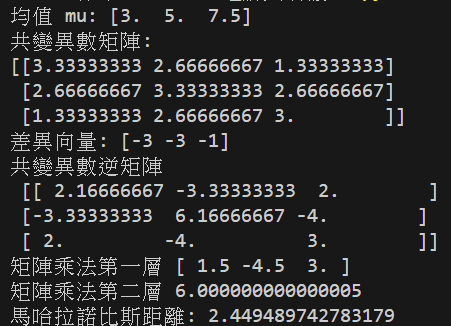 均值 mu: [3.  5.  7.5]
共變異數矩陣:
[[3.33333333 2.66666667 1.33333333]
 [2.66666667 3.33333333 2.66666667]
 [1.33333333 2.66666667 3.        ]]
差異向量: [-3 -3 -1]
共變異數逆矩陣
 [[ 2.16666667 -3.33333333  2.        ]
 [-3.33333333  6.16666667 -4.        ]
 [ 2.         -4.          3.        ]]
矩陣乘法第一層 [ 1.5 -4.5  3. ]
矩陣乘法第二層 6.000000000000005
馬哈拉諾比斯距離: 2.449489742783179